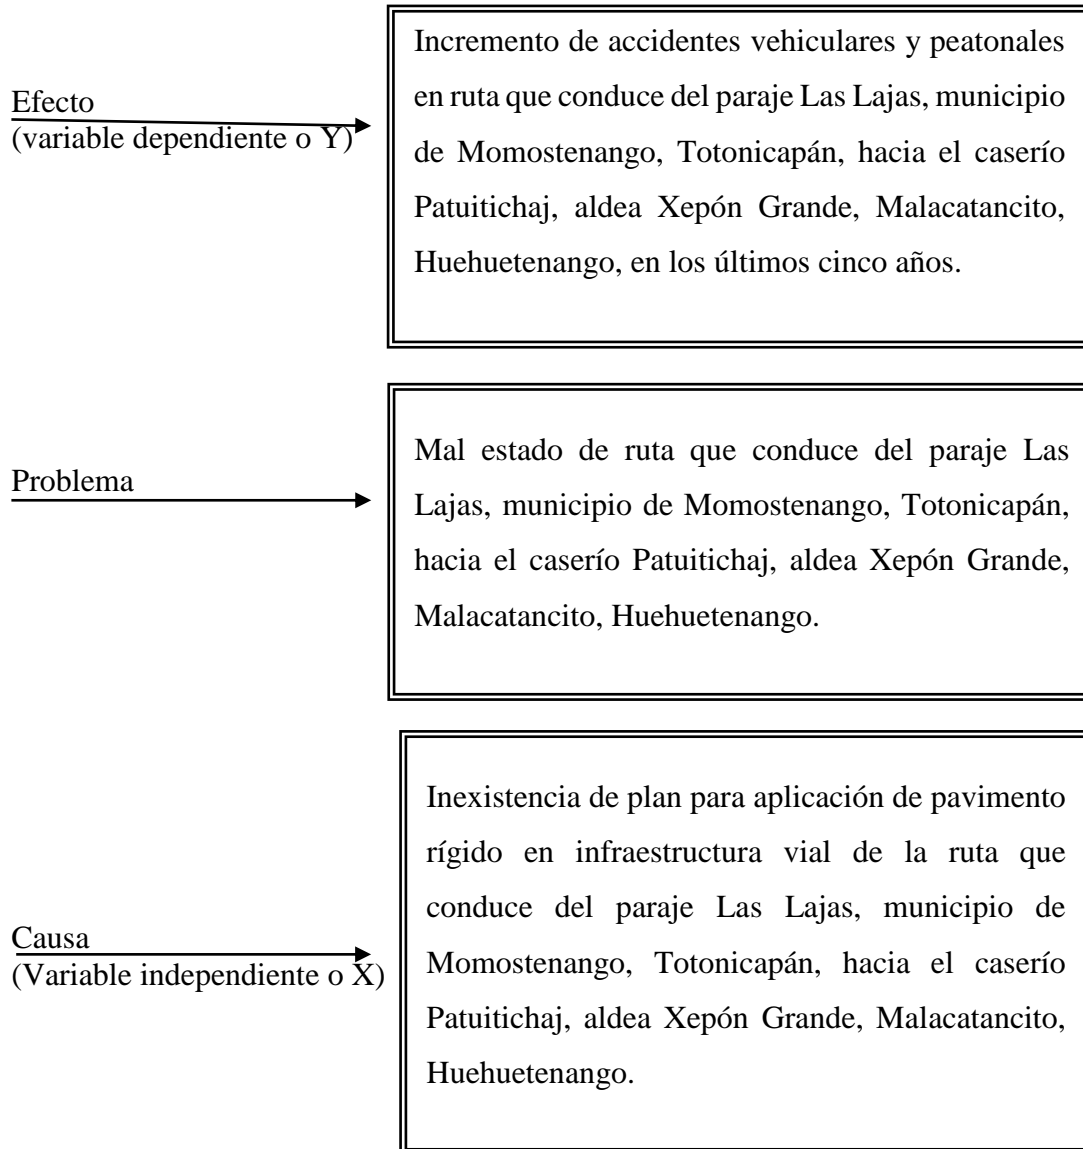 Efecto
(variable dependiente o Y)
Incremento de accidentes vehiculares y peatonales
en ruta que conduce del paraje Las Lajas, municipio
de Momostenango, Totonicapán, hacia el caserío
Patuitichaj, aldea Xepón Grande, Malacatancito,
Huehuetenango, en los últimos cinco años.
Problema
Mal estado de ruta que conduce del paraje Las
Lajas, municipio de Momostenango, Totonicapán,
hacia el caserío Patuitichaj, aldea Xepón Grande,
Malacatancito, Huehuetenango.
Causa
(Variable independiente o X)
Inexistencia de plan para aplicación de pavimento
rígido en infraestructura vial de la ruta que
conduce del paraje Las Lajas, municipio de
Momostenango, Totonicapán, hacia el caserío
Patuitichaj, aldea Xepón Grande, Malacatancito,
Huehuetenango.